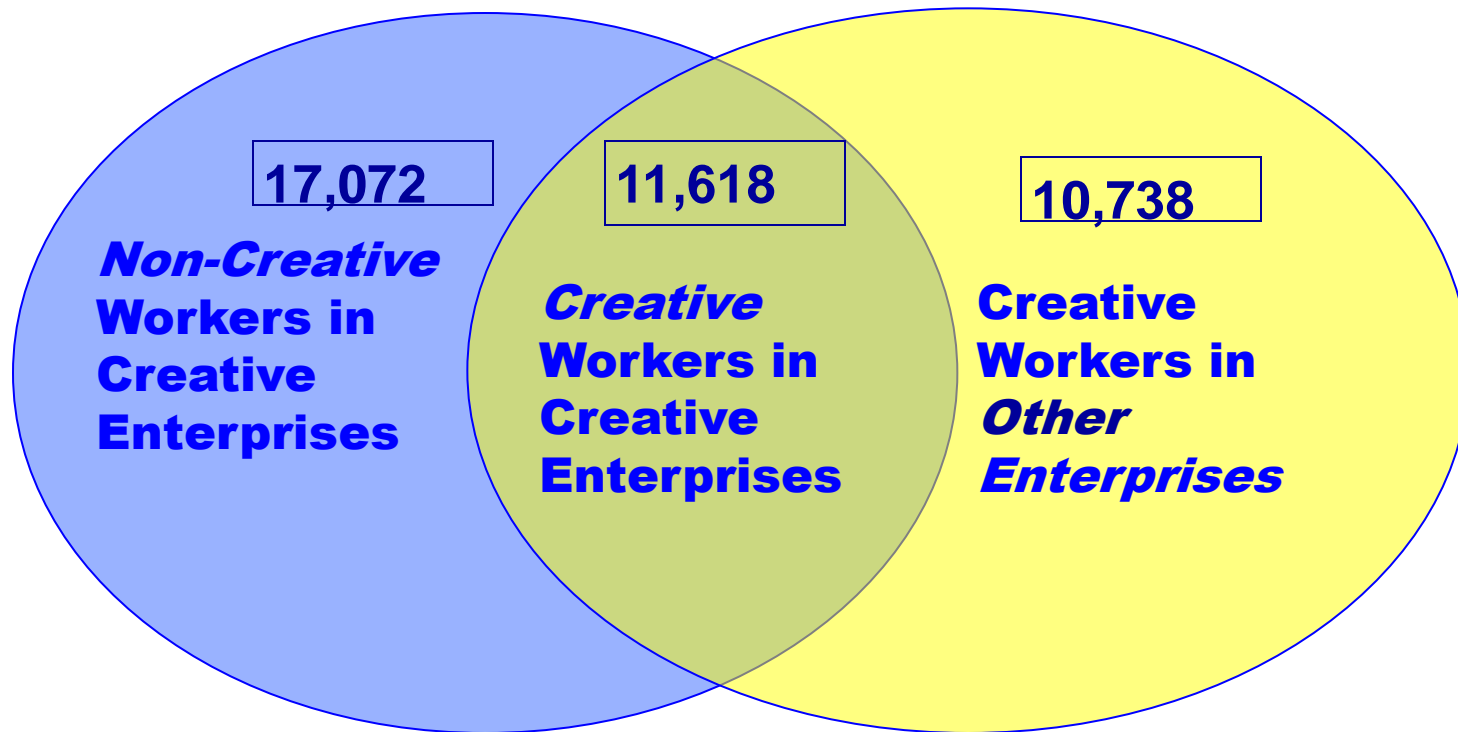 17,072
Non-Creative
Workers in
Creative
Enterprises
11,618
Creative
Workers in
Creative
Enterprises
10,738
Creative
Workers in
Other
Enterprises